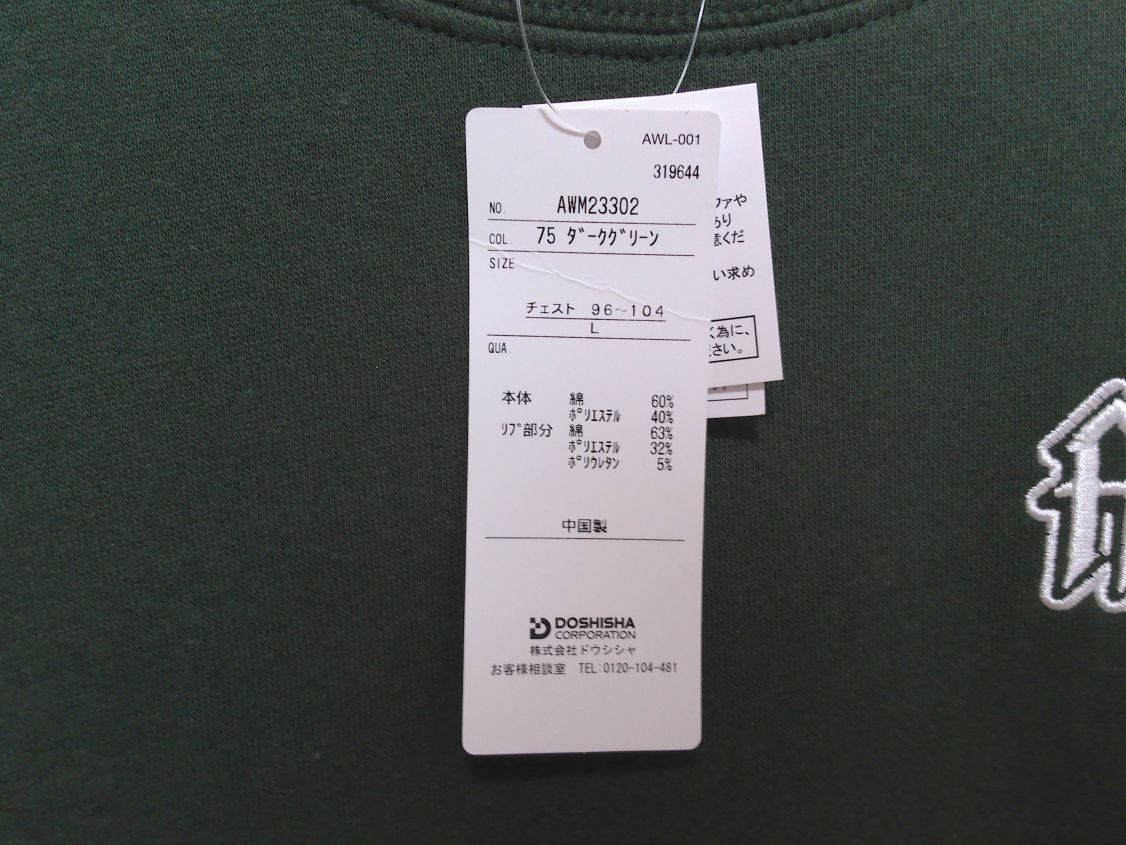 AWL-001
319644
NO. AWM23302
COL. 75 ﾀﾞｰｸｸﾞﾘｰﾝ
SIZE
チェスト 96～104
L
QUA.
本体 綿 60%
ﾎﾟﾘｴｽﾃﾙ 40%
ﾘﾌﾞ部分 綿 63%
ﾎﾟﾘｴｽﾃﾙ 32%
ﾎﾟﾘｳﾚﾀﾝ 5%
中国製
DOSHISHA
CORPORATION
株式会社ドウシシャ
お客様相談室 TEL:0120-104-481
ファや
あり
意くだ
い求め
く為に、
ださい。